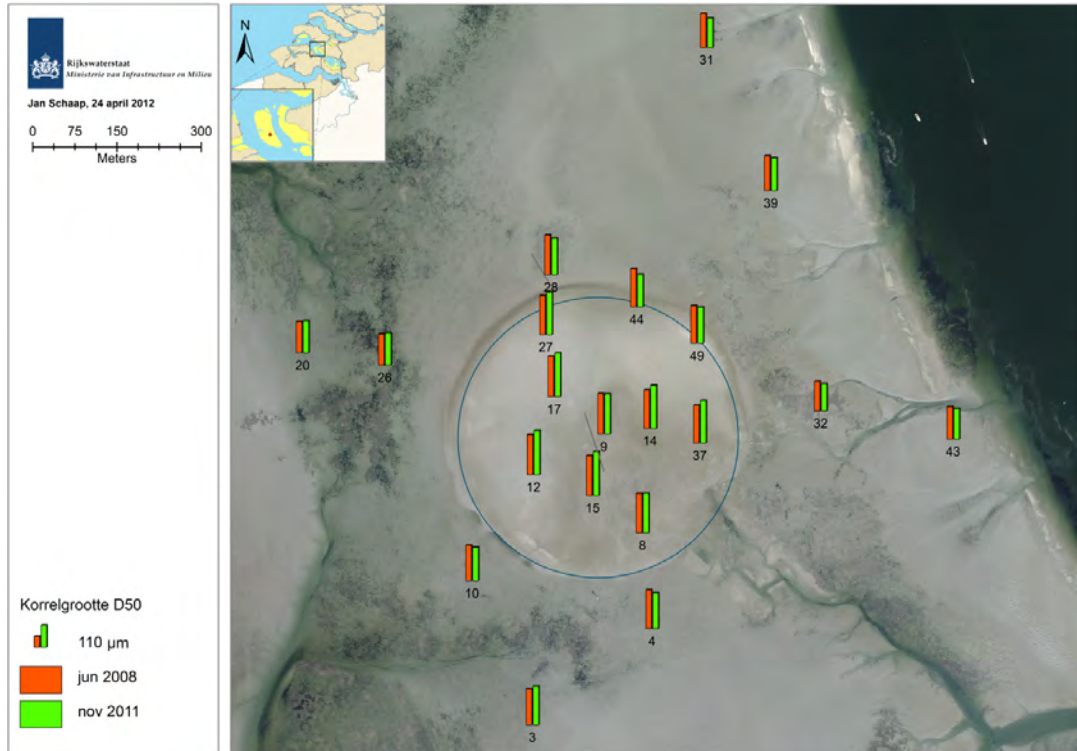 Rijkswaterstaat
Ministerie van Infrastructuur en Milieu
Jan Schaap, 24 april 2012
0 75 150 300
Meters
Korrelgrootte D50
110 µm
jun 2008
nov 2011
N
31
39
28
44
27
49
20
26
17
32
14
9
37
43
12
15
8
10
4
3